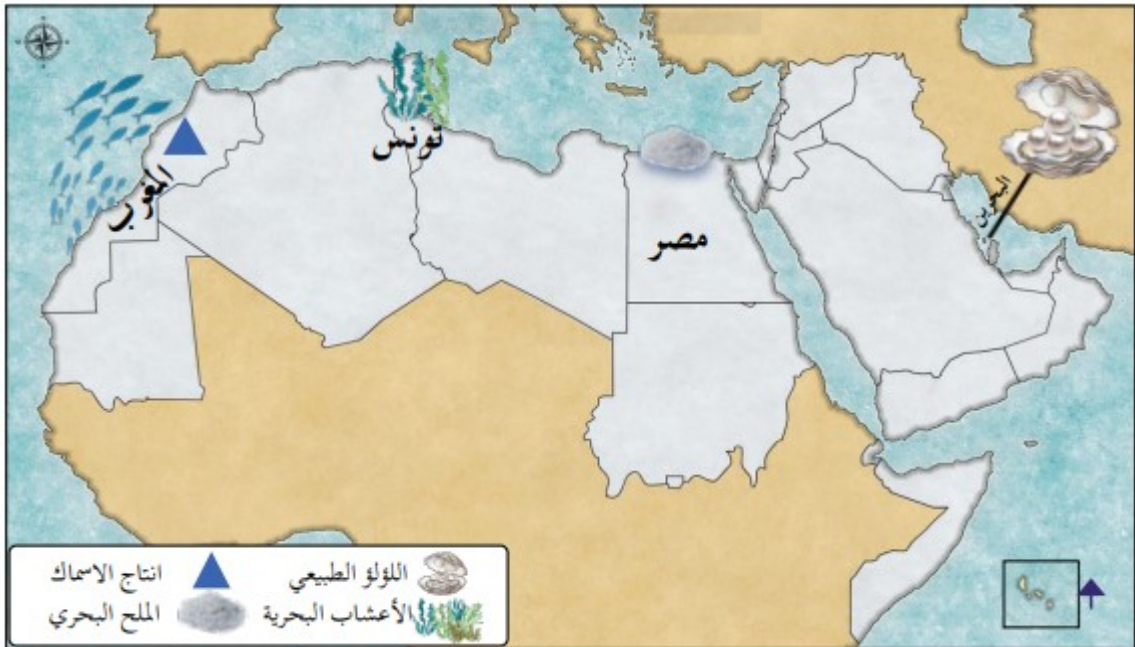 المغرب
تونس
مصر
البحرين
اللؤلؤ الطبيعي
انتاج الاسماك
الأعشاب البحرية
الملح البحري